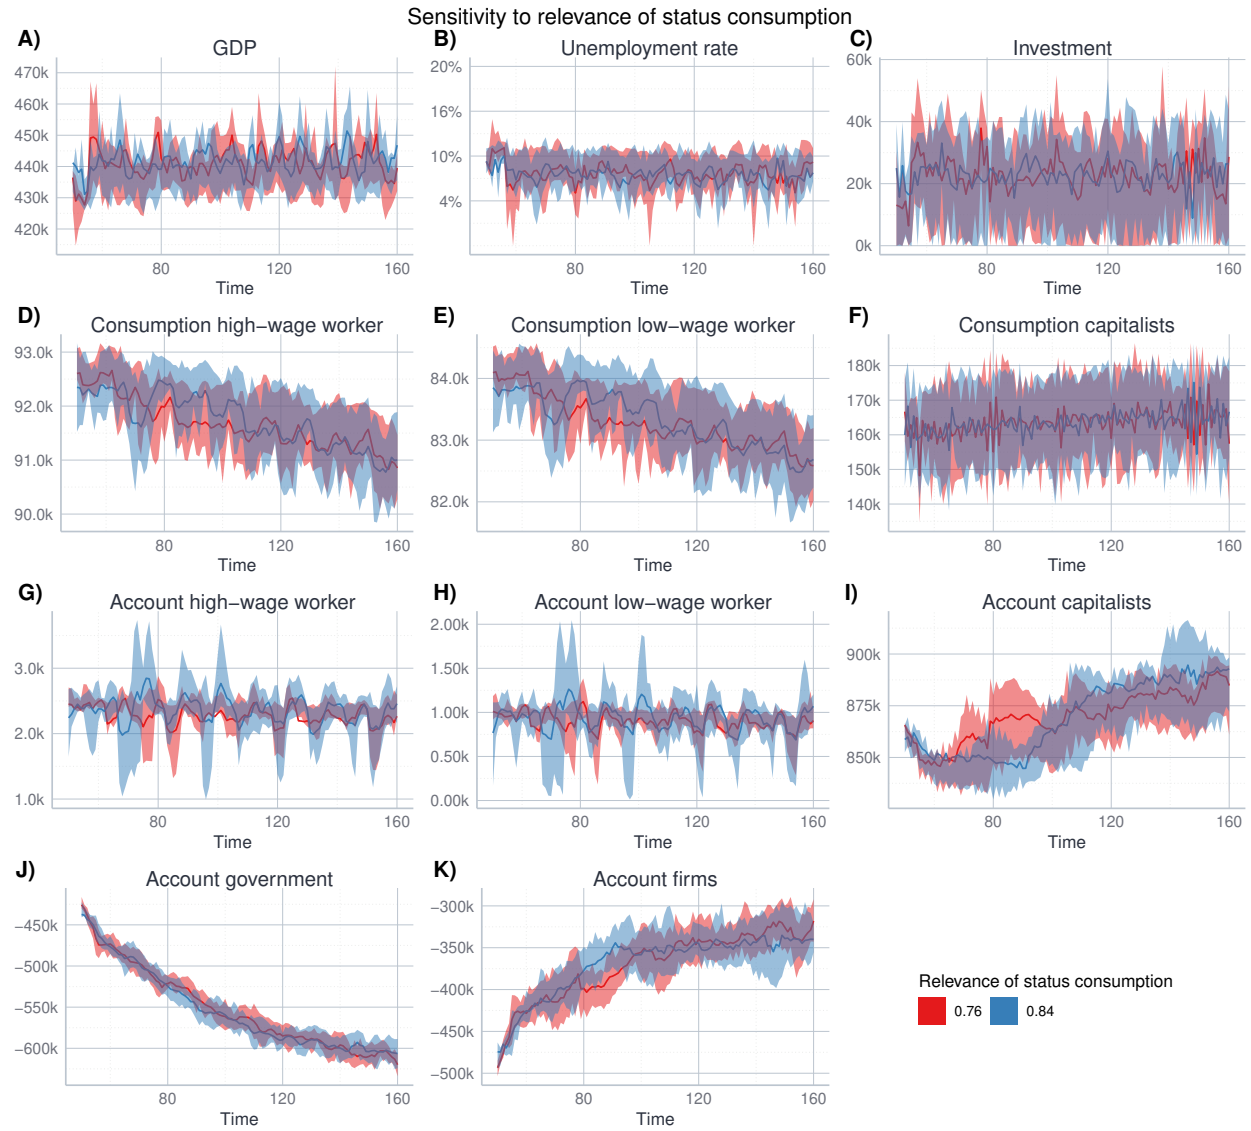 Sensitivity to relevance of status consumption
A)
GDP
470k
460k
450k
440k
430k
420k
80
120
160
Time
B)
Unemployment rate
20%
16%
10%
4%
80
120
160
Time
C)
Investment
60k
40k
20k
0k
80
120
160
Time
D)
Consumption high−wage worker
93.0k
92.0k
91.0k
90.0k
80
120
160
Time
E)
Consumption low−wage worker
84.0k
83.0k
82.0k
80
120
160
Time
F)
Consumption capitalists
180k
170k
160k
150k
140k
80
120
160
Time
G)
Account high−wage worker
3.0k
2.0k
1.0k
80
120
160
Time
H)
Account low−wage worker
2.00k
1.50k
1.00k
0.50k
0.00k
80
120
160
Time
I)
Account capitalists
900k
875k
850k
80
120
160
Time
J)
Account government
−450k
−500k
−550k
−600k
80
120
160
Time
K)
Account firms
−300k
−350k
−400k
−450k
−500k
80
120
160
Time
Relevance of status consumption
0.76
0.84